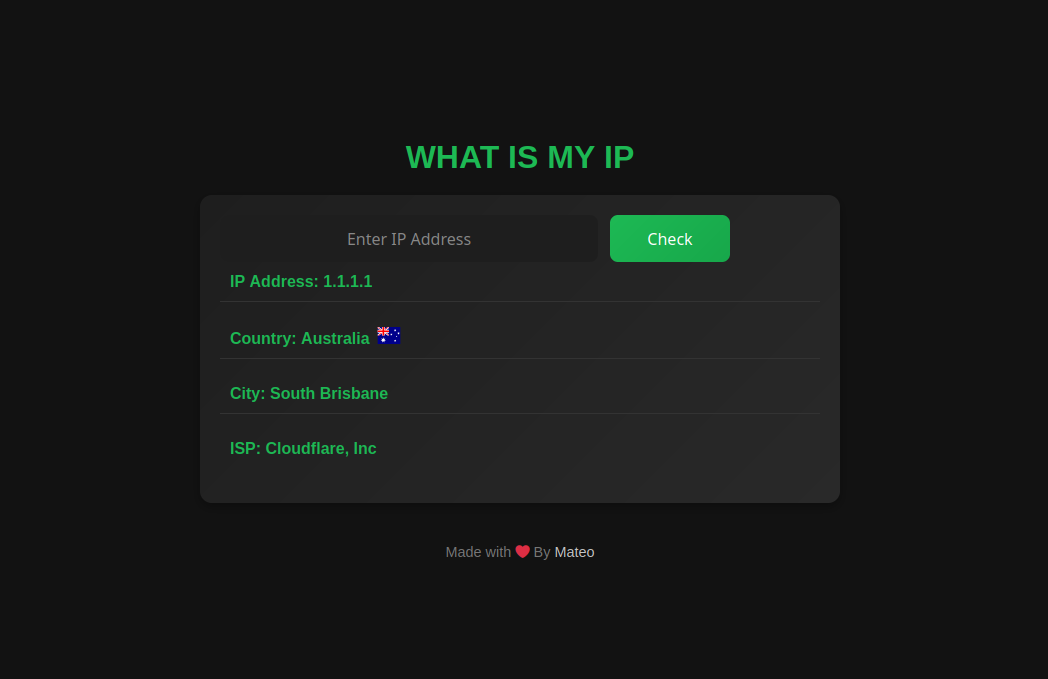 WHAT IS MY IP
Enter IP Address
Check
IP Address: 1.1.1.1
Country: Australia
City: South Brisbane
ISP: Cloudflare, Inc
Made with ❤️ By Mateo